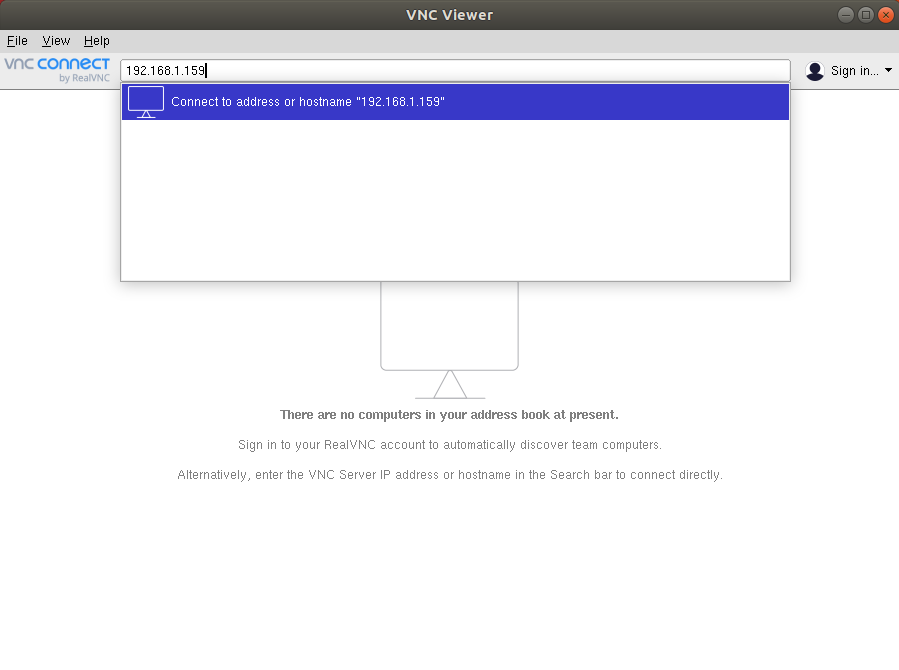 VNC Viewer
File View Help
vnc connect
by RealVNC
192.168.1.159
Sign in...
Connect to address or hostname "192.168.1.159"
There are no computers in your address book at present.
Sign in to your RealVNC account to automatically discover team computers.
Alternatively, enter the VNC Server IP address or hostname in the Search bar to connect directly.